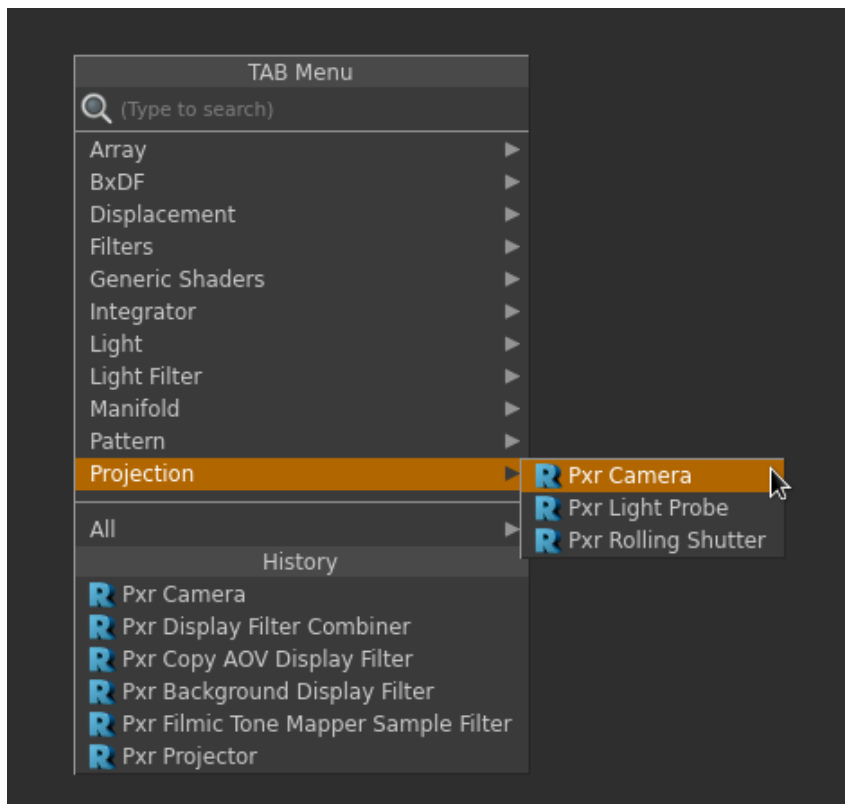 TAB Menu
(Type to search)
Array
BxDF
Displacement
Filters
Generic Shaders
Integrator
Light
Light Filter
Manifold
Pattern
Projection
Pxr Camera
Pxr Light Probe
Pxr Rolling Shutter
All
History
Pxr Camera
Pxr Display Filter Combiner
Pxr Copy AOV Display Filter
Pxr Background Display Filter
Pxr Filmic Tone Mapper Sample Filter
Pxr Projector